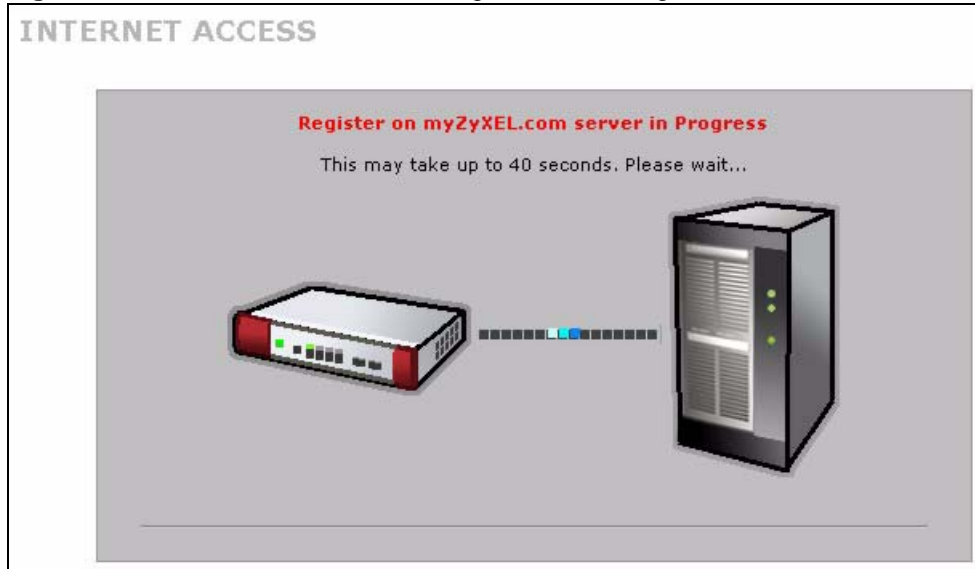 INTERNET ACCESS
Register on myZyXEL.com server in Progress
This may take up to 40 seconds. Please wait...